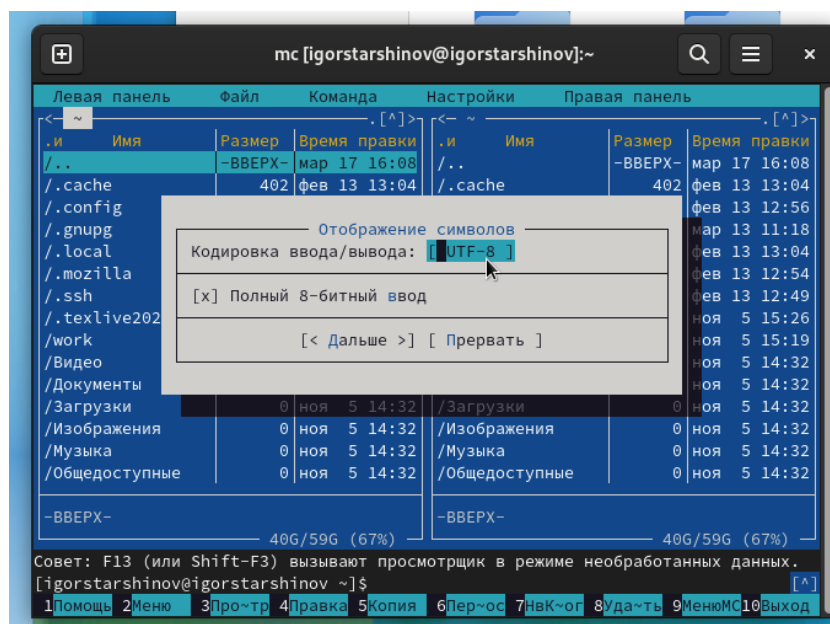 mc [igorstarshinov@igorstarshinov]:~
Левая панель Файл Команда Настройки Правая панель
<— ~ .[^]> <— ~ .[^]>
.и Имя Размер Время правки .и Имя Размер Время правки
/.. -ВВЕРХ- мар 17 16:08 /.. -ВВЕРХ- мар 17 16:08
/.cache 402 фев 13 13:04 /.cache 402 фев 13 13:04
/.config фев 13 12:56
/.gnupg мар 13 11:18
/.local фев 13 13:04
/.mozilla фев 13 12:54
/.ssh фев 13 12:49
/.texlive202 ноя 5 15:26
/work ноя 5 15:19
/Видео ноя 5 14:32
/Документы ноя 5 14:32
Отображение символов
Кодировка ввода/вывода: [ UTF-8 ]
[x] Полный 8-битный ввод
[< Дальше >] [ Прервать ]
/Загрузки 0 ноя 5 14:32 /Загрузки 0 ноя 5 14:32
/Изображения 0 ноя 5 14:32 /Изображения 0 ноя 5 14:32
/Музыка 0 ноя 5 14:32 /Музыка 0 ноя 5 14:32
/Общедоступные 0 ноя 5 14:32 /Общедоступные 0 ноя 5 14:32
-ВВЕРХ- -ВВЕРХ-
40G/59G (67%) 40G/59G (67%)
Совет: F13 (или Shift-F3) вызывают просмотрщик в режиме необработанных данных.
[igorstarshinov@igorstarshinov ~]$ [^]
1Помощь 2Меню 3Про~тр 4Правка 5Копия 6Пер~ос 7НвК~ог 8Уда~ть 9МенюМС 10Выход